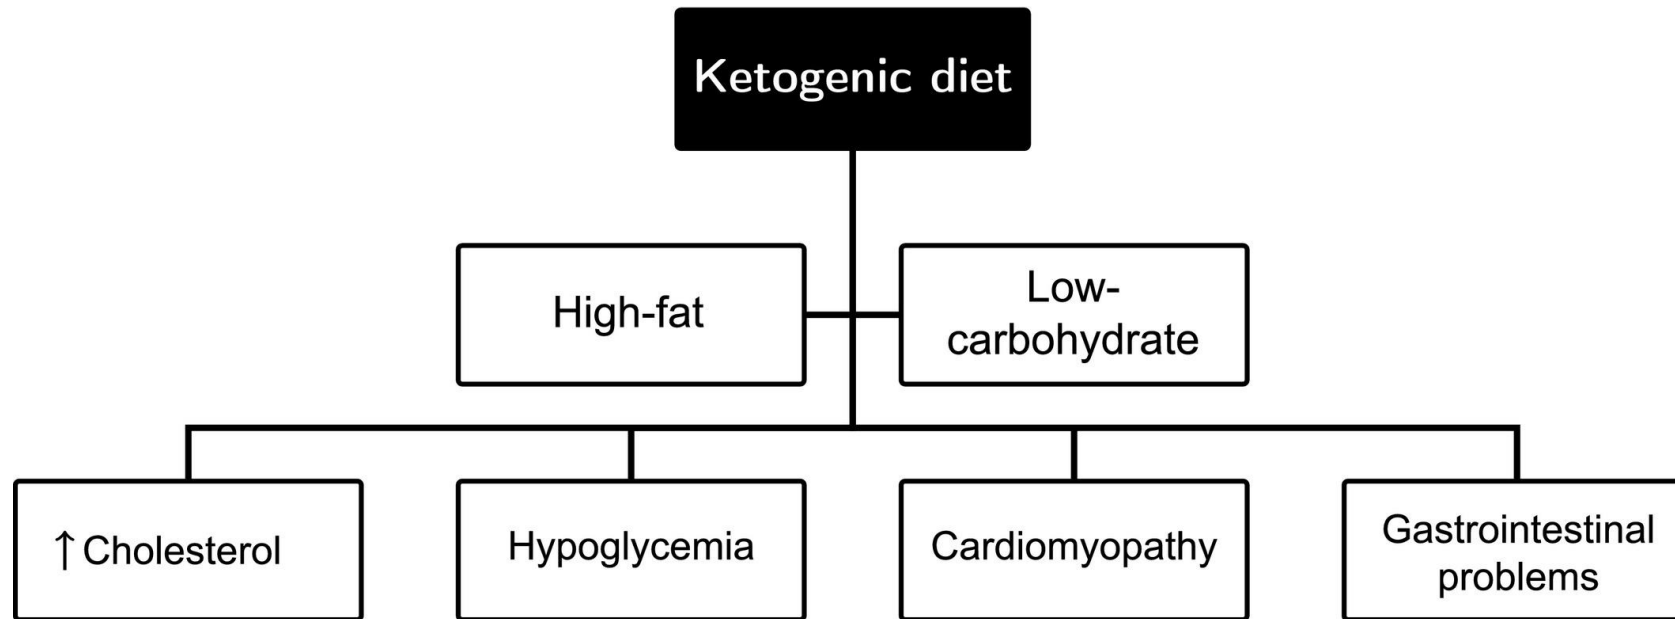 Ketogenic diet
High-fat
Low-
carbohydrate
↑Cholesterol
Hypoglycemia
Cardiomyopathy
Gastrointestinal
problems